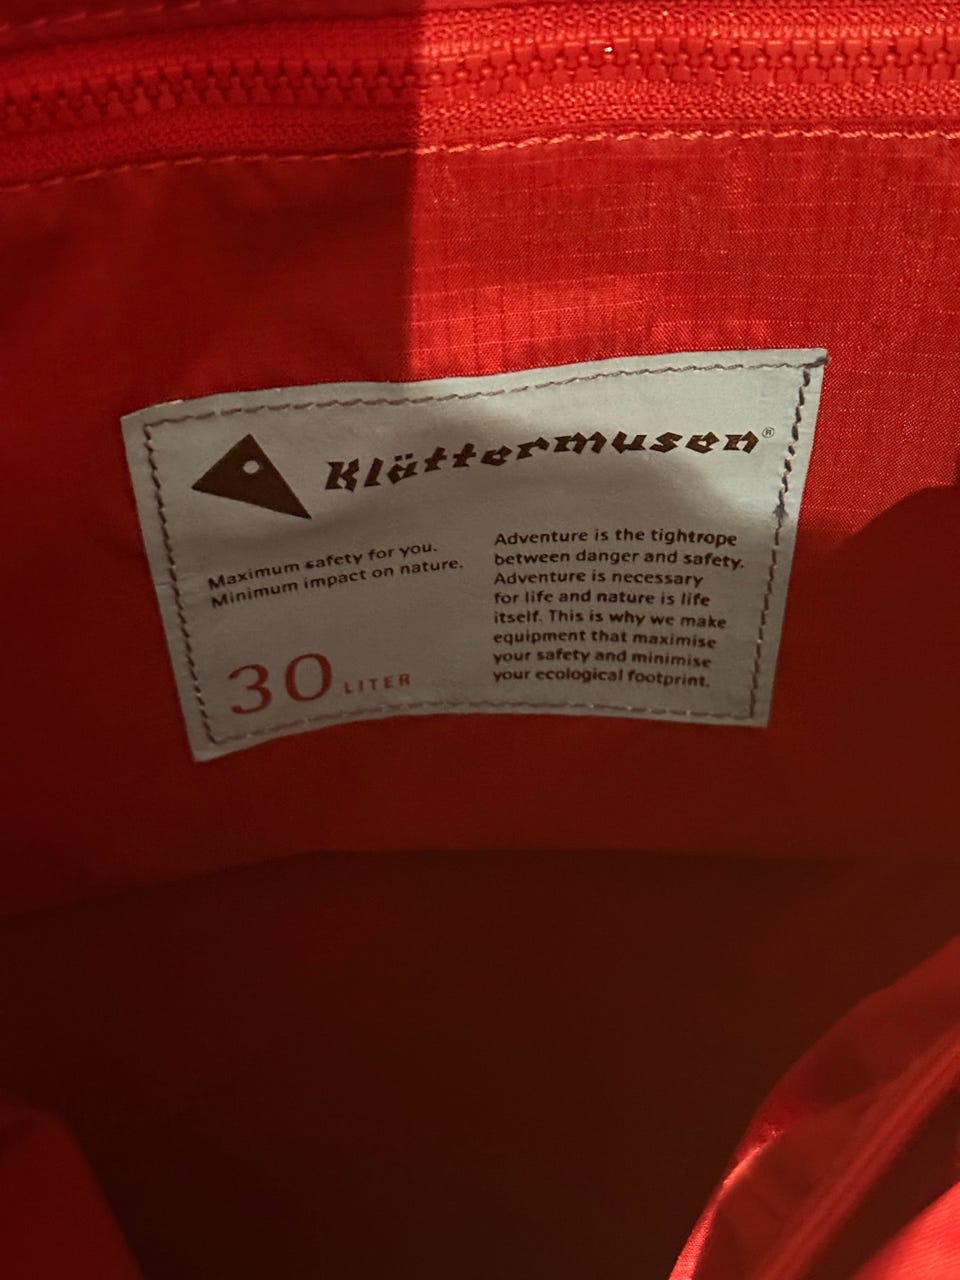 Klättermusen®
Maximum safety for you.
Minimum impact on nature.
30 LITER
Adventure is the tightrope
between danger and safety.
Adventure is necessary
for life and nature is life
itself. This is why we make
equipment that maximise
your safety and minimise
your ecological footprint.